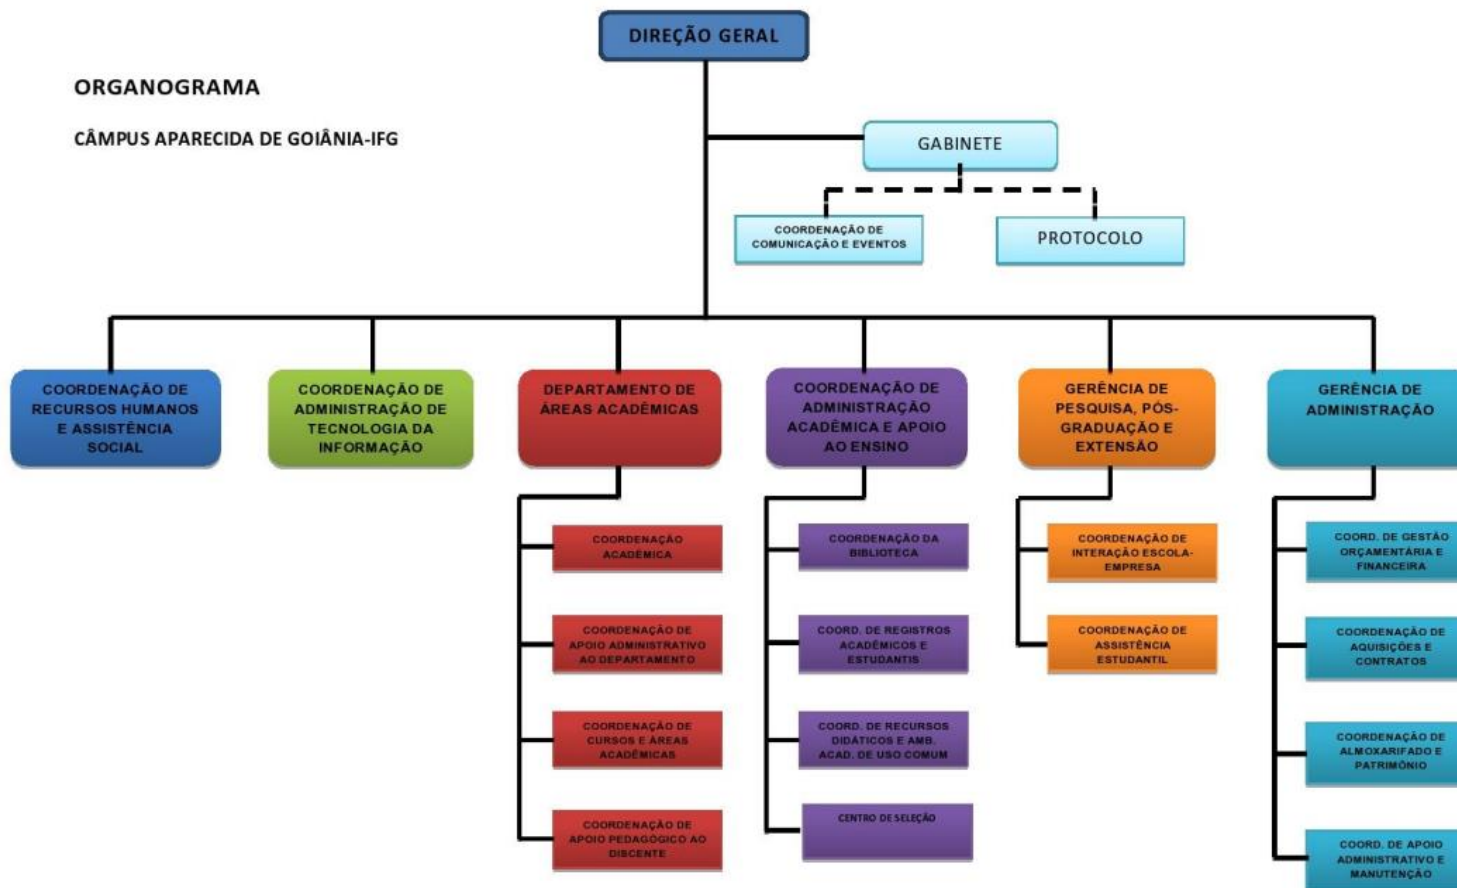 DIREÇÃO GERAL
ORGANOGRAMA
CÂMPUS APARECIDA DE GOIÂNIA-IFG
GABINETE
COORDENAÇÃO DE
COMUNICAÇÃO E EVENTOS
PROTOCOLO
COORDENAÇÃO DE
RECURSOS HUMANOS
E ASSISTÊNCIA
SOCIAL
COORDENAÇÃO DE
ADMINISTRAÇÃO DE
TECNOLOGIA DA
INFORMAÇÃO
DEPARTAMENTO DE
ÁREAS ACADÊMICAS
COORDENAÇÃO DE
ADMINISTRAÇÃO
ACADÊMICA E APOIO
AO ENSINO
GERÊNCIA DE
PESQUISA, PÓS-
GRADUAÇÃO E
EXTENSÃO
GERÊNCIA DE
ADMINISTRAÇÃO
COORDENAÇÃO
ACADÊMICA
COORDENAÇÃO DE
APOIO ADMINISTRATIVO
AO DEPARTAMENTO
COORDENAÇÃO DE
CURSOS E ÁREAS
ACADÊMICAS
COORDENAÇÃO DE
APOIO PEDAGÓGICO AO
DISCENTE
COORDENAÇÃO DA
BIBLIOTECA
COORD. DE REGISTROS
ACADÊMICOS E
ESTUDANTIS
COORD. DE RECURSOS
DIDÁTICOS E AMB.
ACAD. DE USO COMUM
CENTRO DE SELEÇÃO
COORDENAÇÃO DE
INTERAÇÃO ESCOLA-
EMPRESA
COORDENAÇÃO DE
ASSISTÊNCIA
ESTUDANTIL
COORD. DE GESTÃO
ORÇAMENTÁRIA E
FINANCEIRA
COORDENAÇÃO DE
AQUISIÇÕES E
CONTRATOS
COORDENAÇÃO DE
ALMOXARIFADO E
PATRIMÔNIO
COORD. DE APOIO
ADMINISTRATIVO E
MANUTENÇÃO